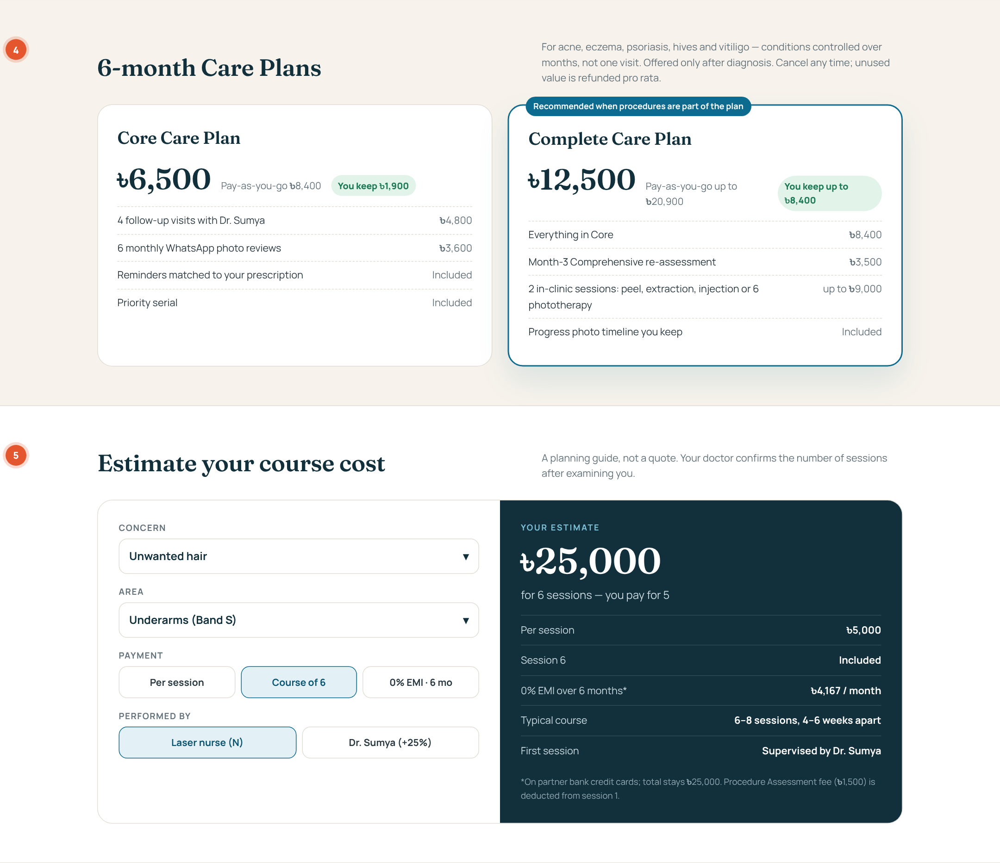 4
6-month Care Plans
For acne, eczema, psoriasis, hives and vitiligo — conditions controlled over
months, not one visit. Offered only after diagnosis. Cancel any time; unused
value is refunded pro rata.
Core Care Plan
৳6,500 Pay-as-you-go ৳8,400 You keep ৳1,900
4 follow-up visits with Dr. Sumya ৳4,800
6 monthly WhatsApp photo reviews ৳3,600
Reminders matched to your prescription Included
Priority serial Included
Recommended when procedures are part of the plan
Complete Care Plan
৳12,500 Pay-as-you-go up to
৳20,900
You keep up to
৳8,400
Everything in Core ৳8,400
Month-3 Comprehensive re-assessment ৳3,500
2 in-clinic sessions: peel, extraction, injection or 6 up to ৳9,000
phototherapy
Progress photo timeline you keep Included
5
Estimate your course cost
A planning guide, not a quote. Your doctor confirms the number of sessions
after examining you.
CONCERN
Unwanted hair ▼
AREA
Underarms (Band S) ▼
PAYMENT
Per session Course of 6 0% EMI · 6 mo
PERFORMED BY
Laser nurse (N) Dr. Sumya (+25%)
YOUR ESTIMATE
৳25,000
for 6 sessions — you pay for 5
Per session ৳5,000
Session 6 Included
0% EMI over 6 months* ৳4,167 / month
Typical course 6–8 sessions, 4–6 weeks apart
First session Supervised by Dr. Sumya
*On partner bank credit cards; total stays ৳25,000. Procedure Assessment fee (৳1,500) is
deducted from session 1.